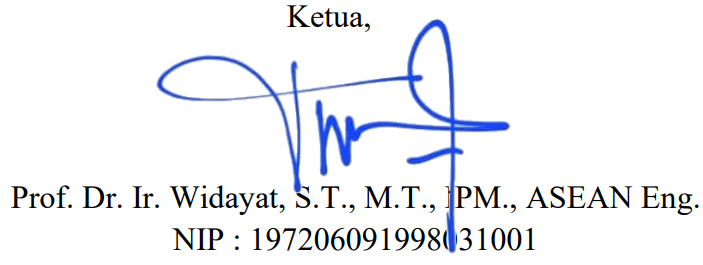 Ketua,
Prof. Dr. Ir. Widayat, S.T., M.T., IPM., ASEAN Eng.
NIP : 197206091998031001